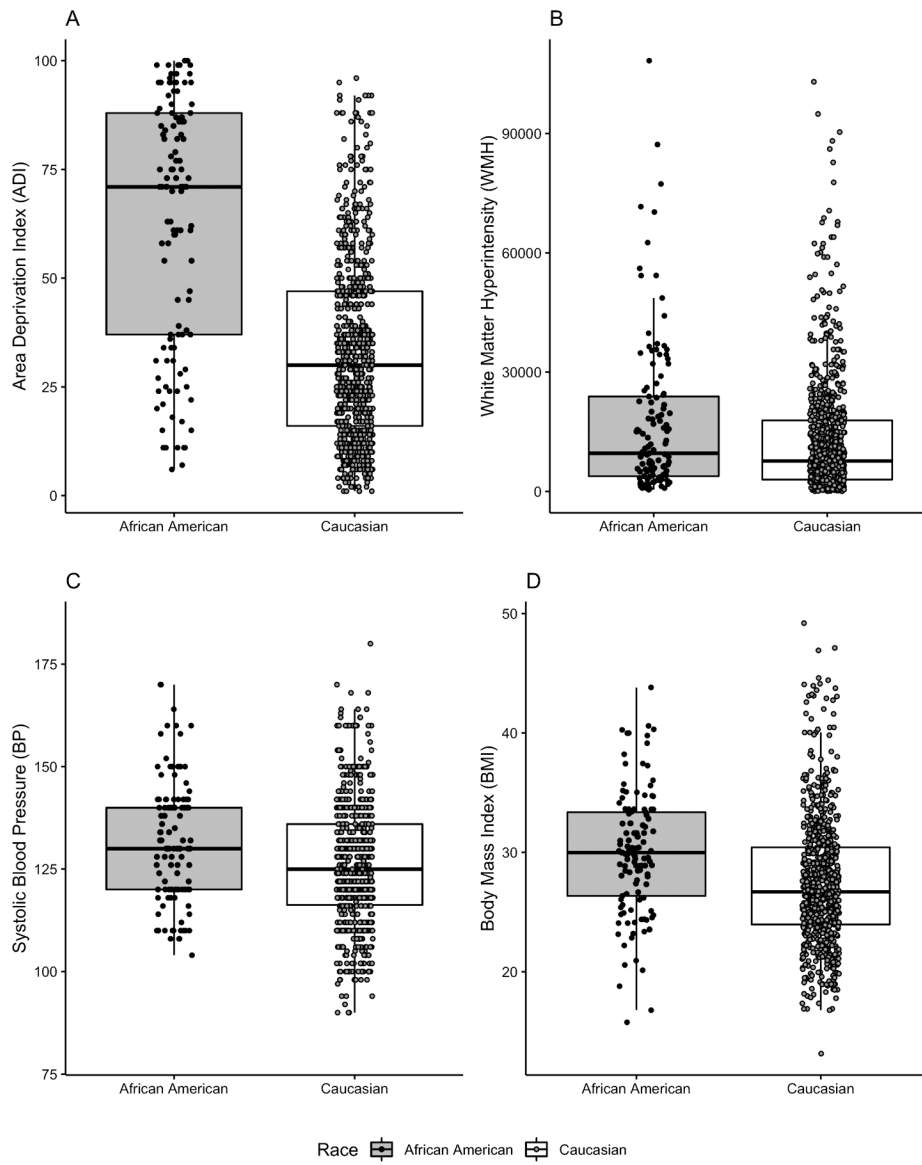 A
Area Deprivation Index (ADI)
100
75
50
25
0
African American Caucasian
B
White Matter Hyperintensity (WMH)
90000
60000
30000
0
African American Caucasian
C
Systolic Blood Pressure (BP)
175
150
125
100
75
African American Caucasian
D
Body Mass Index (BMI)
50
40
30
20
African American Caucasian
Race African American Caucasian